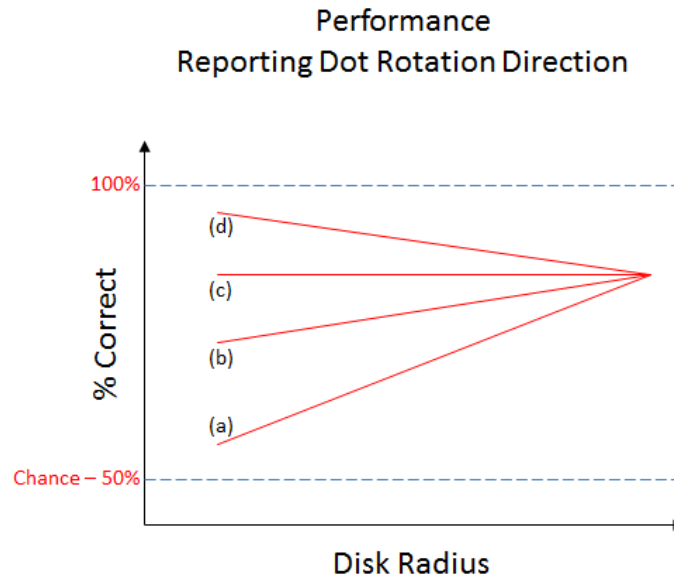 Performance
Reporting Dot Rotation Direction
100%
(d)
(c)
(b)
(a)
% Correct
Chance – 50%
Disk Radius